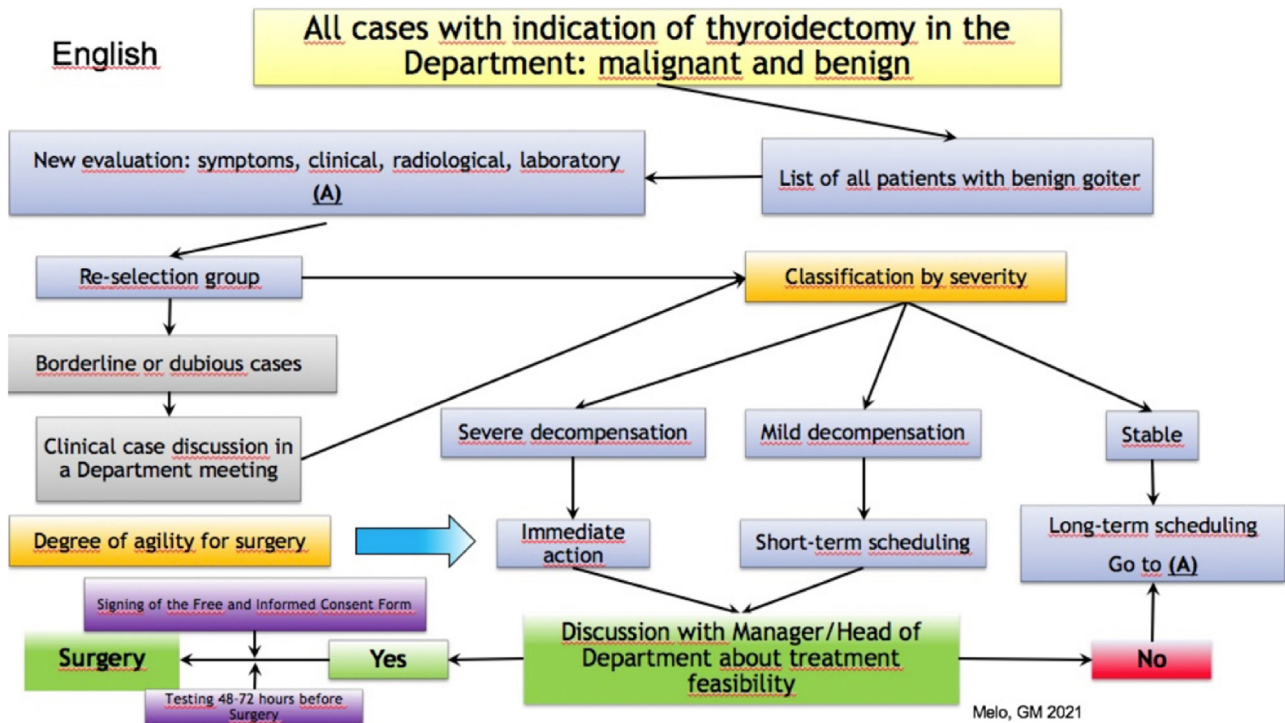 English
All cases with indication of thyroidectomy in the
Department: malignant and benign
New evaluation: symptoms, clinical, radiological, laboratory
(A)
List of all patients with benign goiter
Re-selection group
Classification by severity
Borderline or dubious cases
Clinical case discussion in
a Department meeting
Severe decompensation
Mild decompensation
Stable
Degree of agility for surgery
Immediate
action
Short-term scheduling
Long-term scheduling
Go to (A)
Signing of the Free and Informed Consent Form
Surgery
Yes
Discussion with Manager/Head of
Department about treatment
feasibility
No
Testing 48-72 hours before
Surgery
Melo, GM 2021